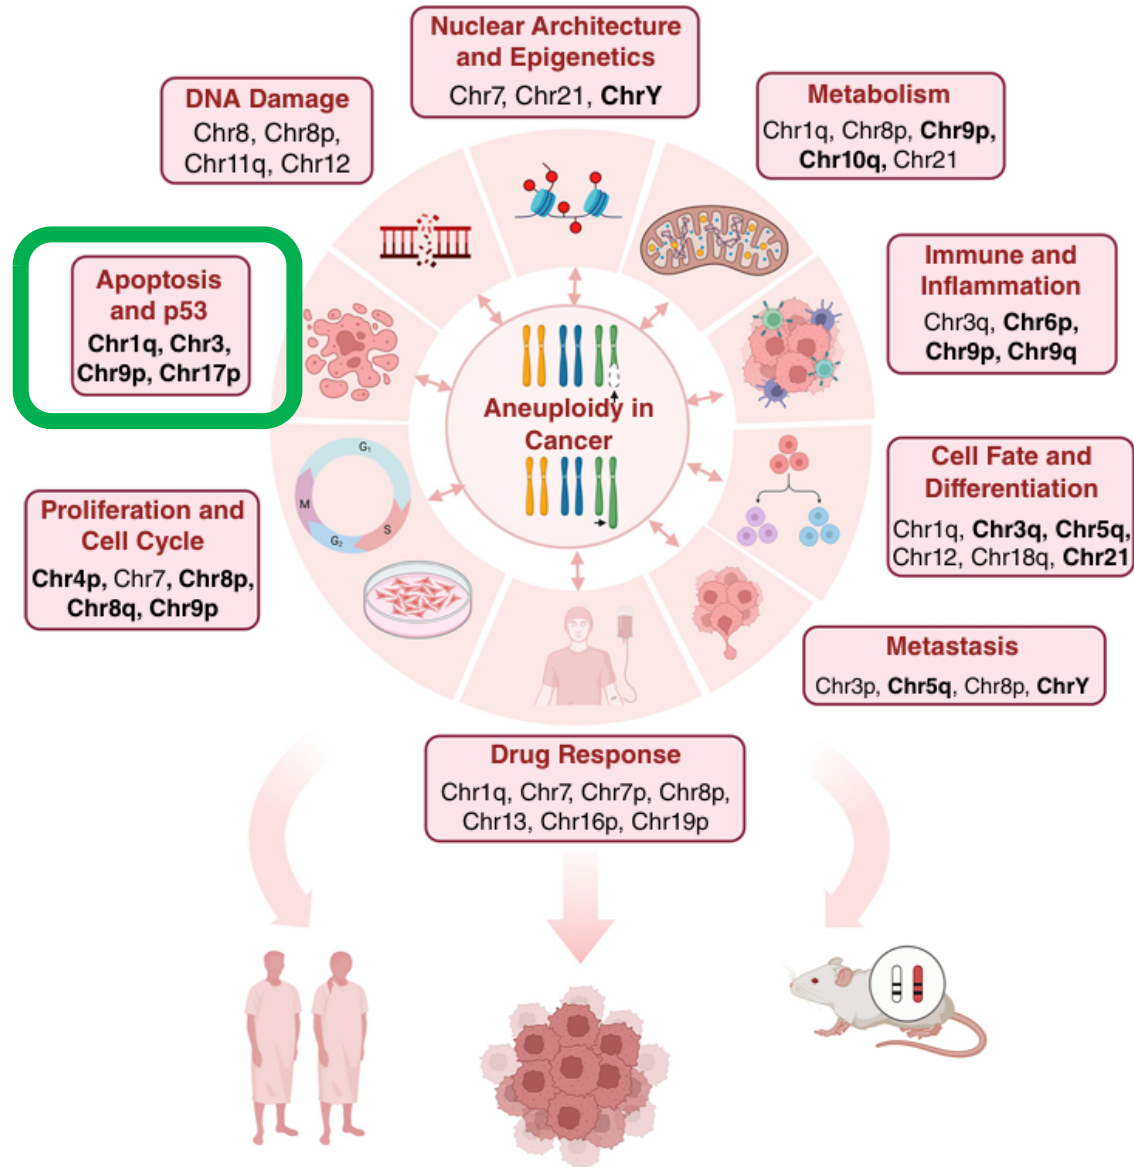 Nuclear Architecture
and Epigenetics
Chr7, Chr21, ChrY
DNA Damage
Chr8, Chr8p,
Chr11q, Chr12
Metabolism
Chr1q, Chr8p, Chr9p,
Chr10q, Chr21
Apoptosis
and p53
Chr1q, Chr3,
Chr9p, Chr17p
Immune and
Inflammation
Chr3q, Chr6p,
Chr9p, Chr9q
Aneuploidy in
Cancer
G1
M
S
G2
Proliferation and
Cell Cycle
Chr4p, Chr7, Chr8p,
Chr8q, Chr9p
Cell Fate and
Differentiation
Chr1q, Chr3q, Chr5q,
Chr12, Chr18q, Chr21
Metastasis
Chr3p, Chr5q, Chr8p, ChrY
Drug Response
Chr1q, Chr7, Chr7p, Chr8p,
Chr13, Chr16p, Chr19p